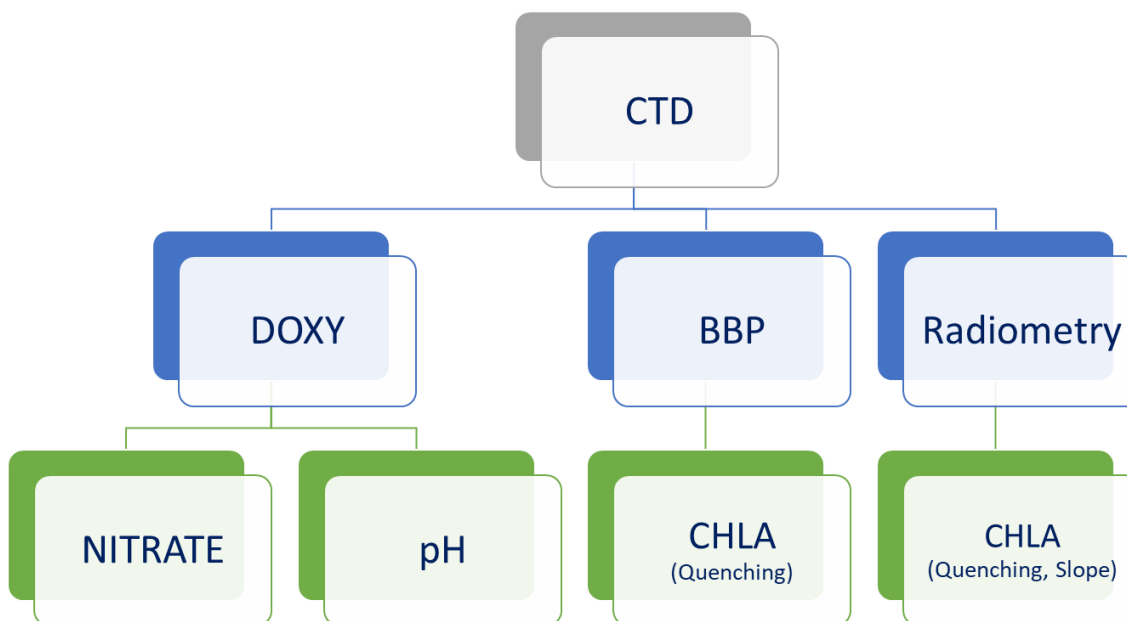 CTD
DOXY
BBP
Radiometry
NITRATE
pH
CHLA
(Quenching)
CHLA
(Quenching, Slope)